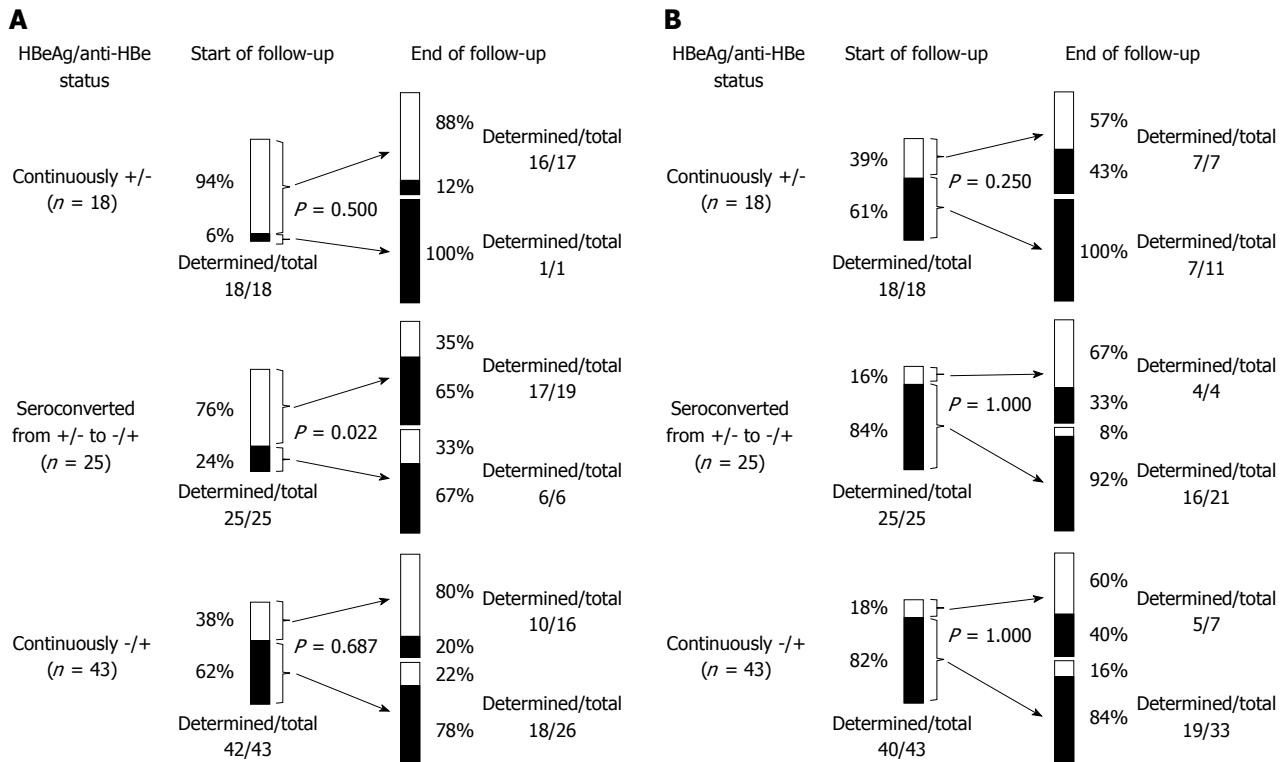 A
HBeAg/anti-HBe
status
Start of follow-up
End of follow-up
Continuously +/-
(n = 18)
94%
6%
Determined/total
18/18
P = 0.500
88%
12%
Determined/total
16/17
100%
Determined/total
1/1
Seroconverted
from +/- to -/+
(n = 25)
76%
24%
Determined/total
25/25
P = 0.022
35%
65%
Determined/total
17/19
33%
67%
Determined/total
6/6
Continuously -/+
(n = 43)
38%
62%
Determined/total
42/43
P = 0.687
80%
20%
Determined/total
10/16
22%
78%
Determined/total
18/26
B
HBeAg/anti-HBe
status
Start of follow-up
End of follow-up
Continuously +/-
(n = 18)
39%
61%
Determined/total
18/18
P = 0.250
57%
43%
Determined/total
7/7
100%
Determined/total
7/11
Seroconverted
from +/- to -/+
(n = 25)
16%
84%
Determined/total
25/25
P = 1.000
67%
33%
Determined/total
4/4
8%
92%
Determined/total
16/21
Continuously -/+
(n = 43)
18%
82%
Determined/total
40/43
P = 1.000
60%
40%
Determined/total
5/7
16%
84%
Determined/total
19/33